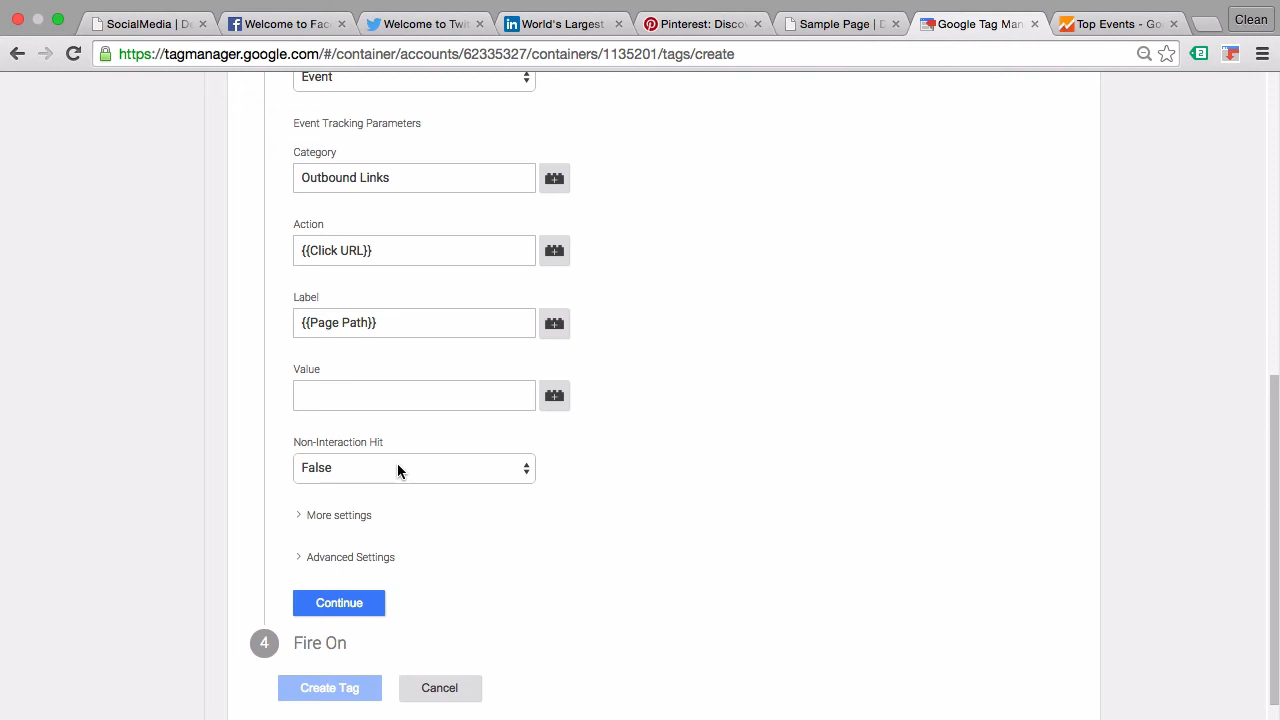 SocialMedia | De
Welcome to Fac
Welcome to Twit
World's Largest
Pinterest: Discov
Sample Page | D
Google Tag Man
Top Events - Go
Clean
https://tagmanager.google.com/#/container/accounts/62335327/containers/1135201/tags/create
Event
Event Tracking Parameters
Category
Outbound Links
Action
{{Click URL}}
Label
{{Page Path}}
Value
Non-Interaction Hit
False
More settings
Advanced Settings
Continue
4 Fire On
Create Tag
Cancel